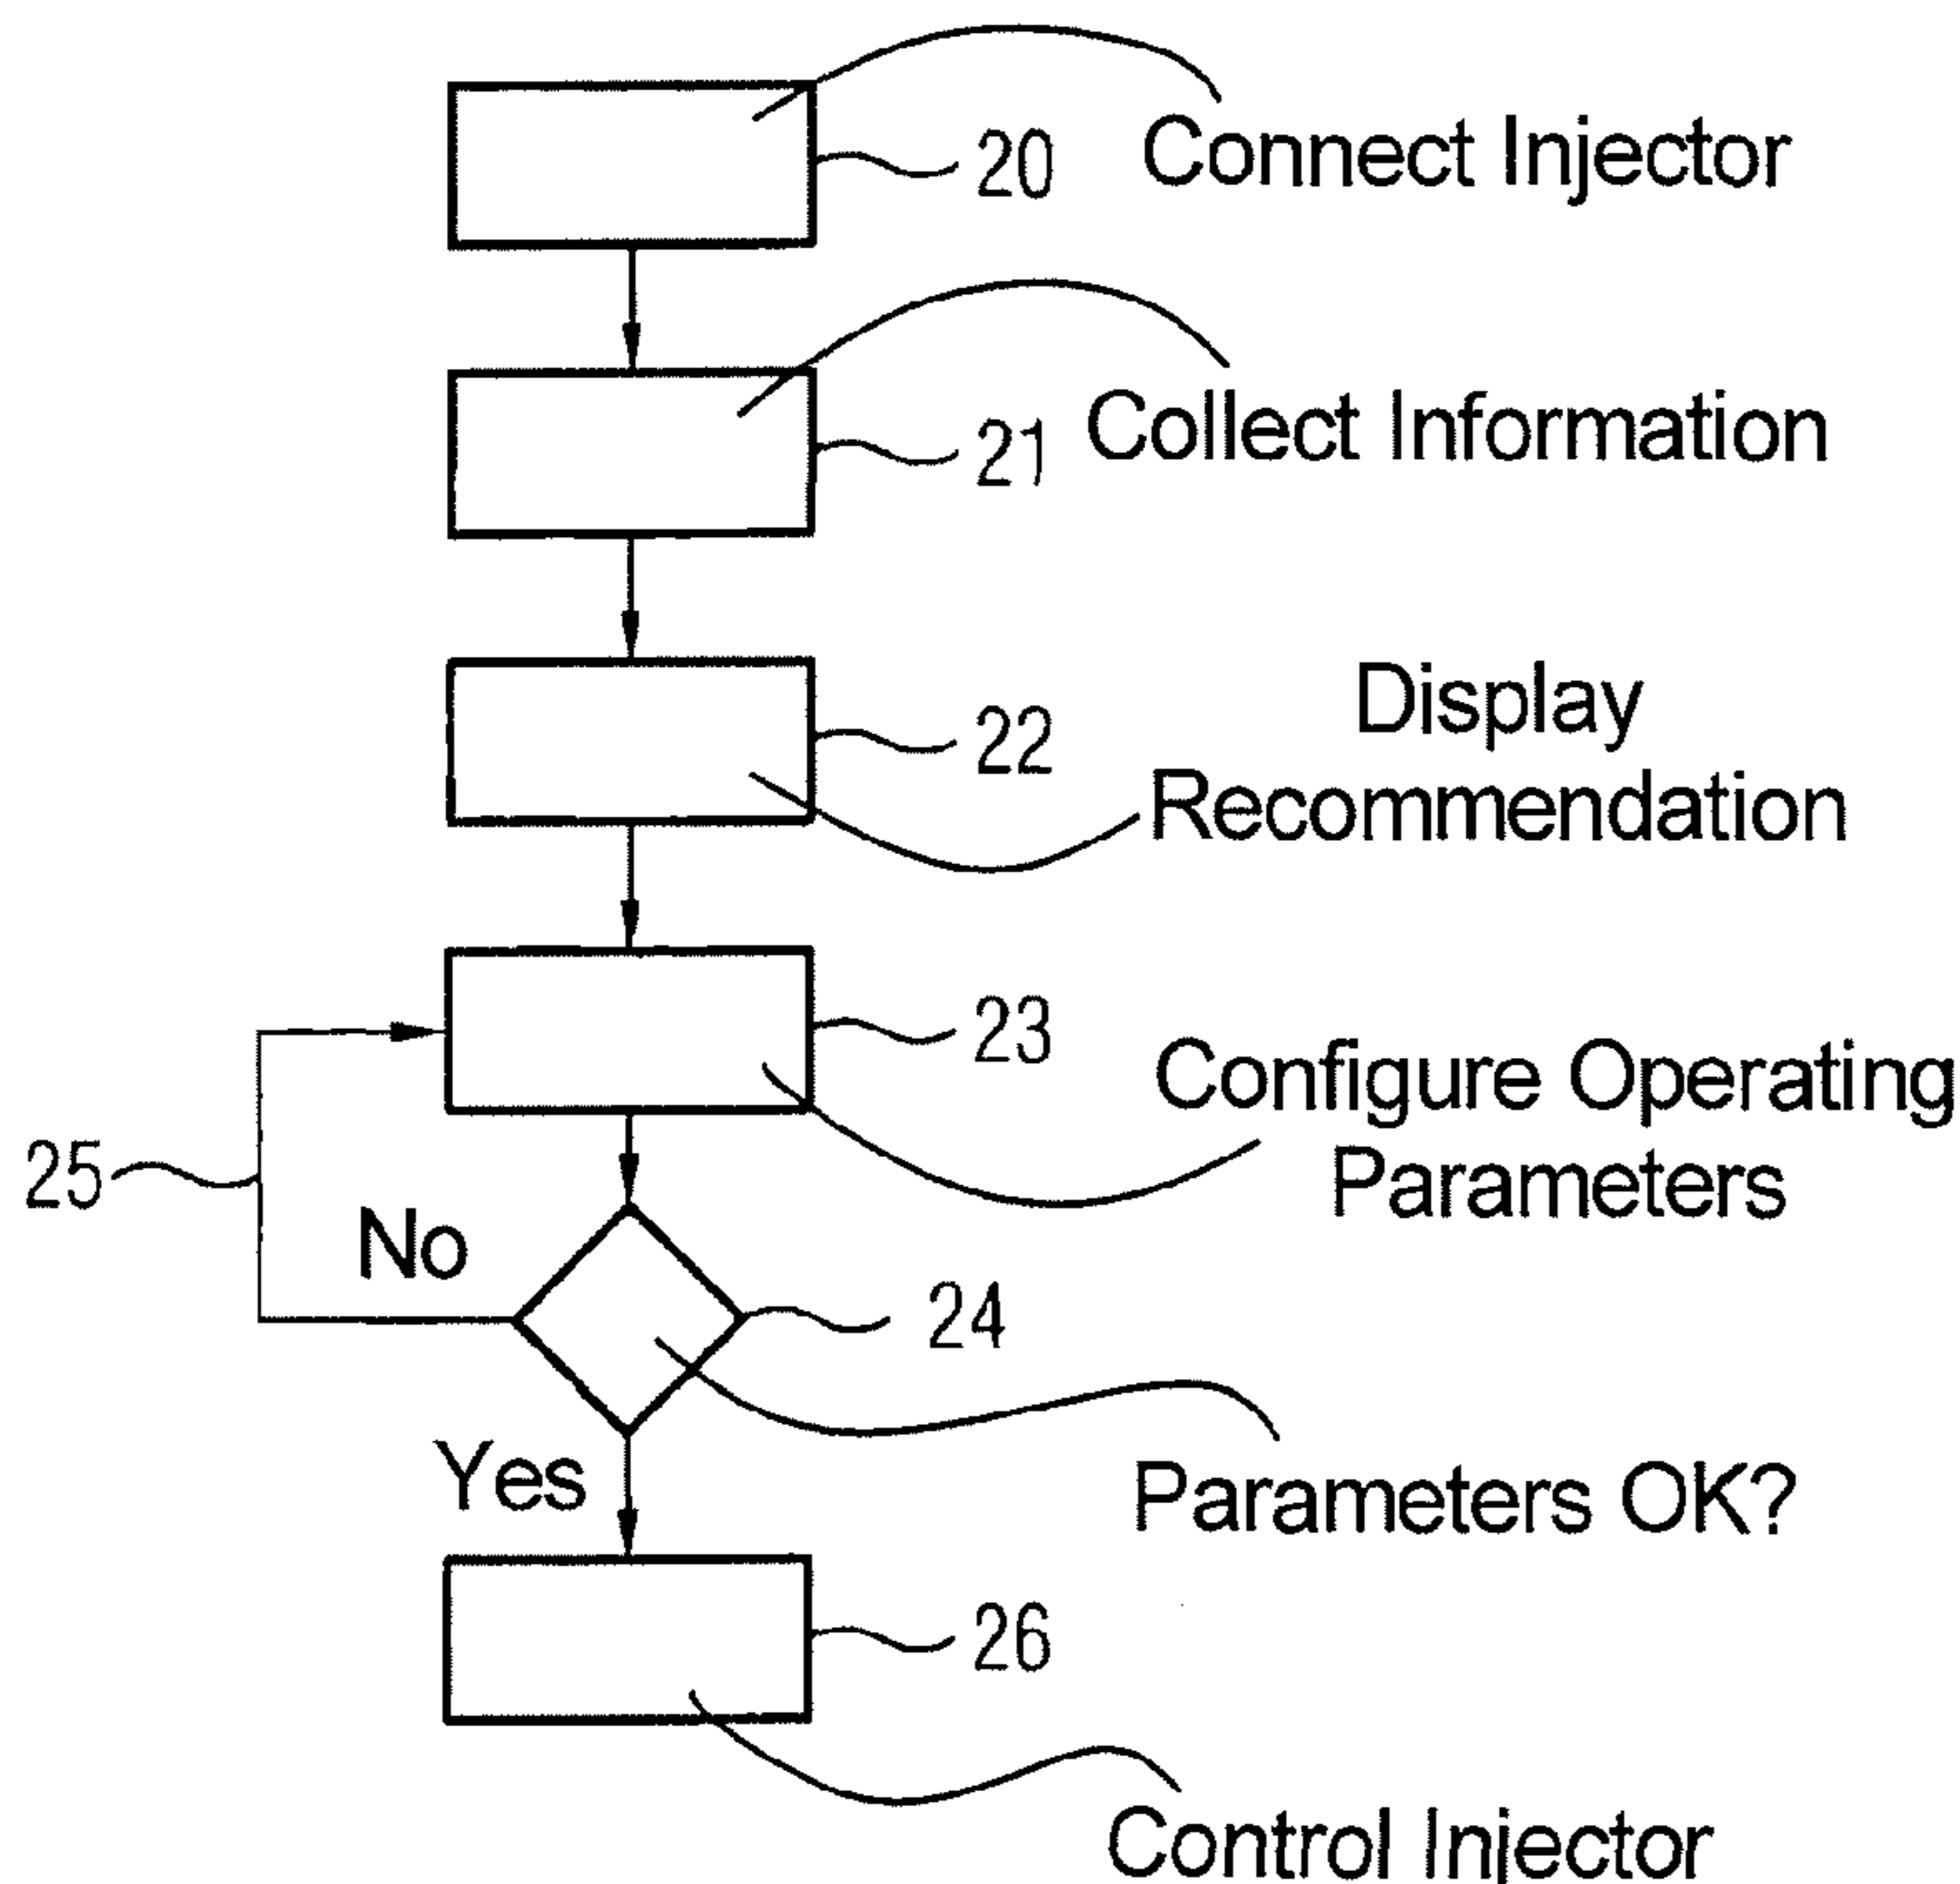 20
Connect Injector
21
Collect Information
22
Display
Recommendation
23
Configure Operating
Parameters
25
No
24
Yes
Parameters OK?
26
Control Injector